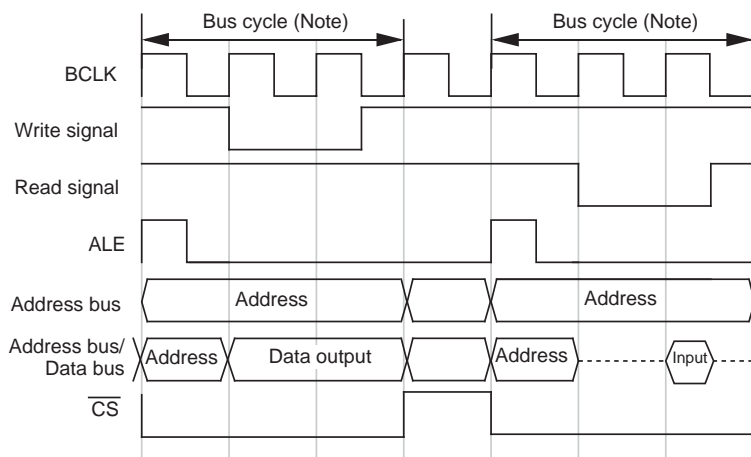 Bus cycle (Note) Bus cycle (Note)
BCLK
Write signal
Read signal
ALE
Address bus Address Address
Address bus/
Data bus Address Data output Address Input
CS